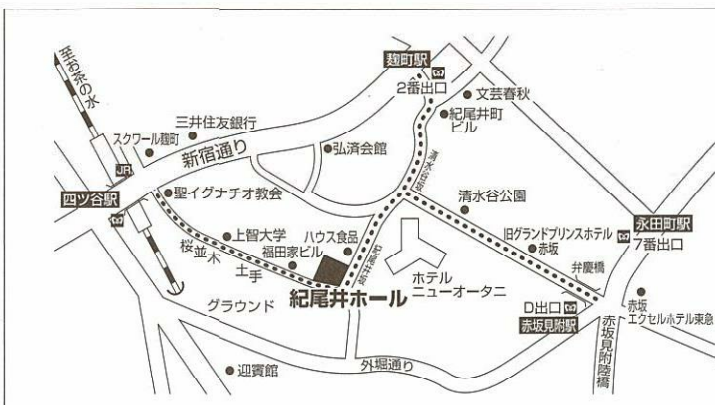 至お茶の水
麹町駅
2番出口
文芸春秋
紀尾井町
ビル
三井住友銀行
スクワール麹町
新宿通り
弘済会館
清水谷坂
JR
四ツ谷駅
聖イグナチオ教会
清水谷公園
上智大学
ハウス食品
福田家ビル
桜並木
土手
紀尾井坂
旧グランドプリンスホテル
赤坂
永田町駅
7番出口
弁慶橋
ホテル
ニューオータニ
グラウンド
紀尾井ホール
D出口
赤坂見附駅
赤坂
エクセルホテル東急
赤坂見附陸橋
外堀通り
迎賓館